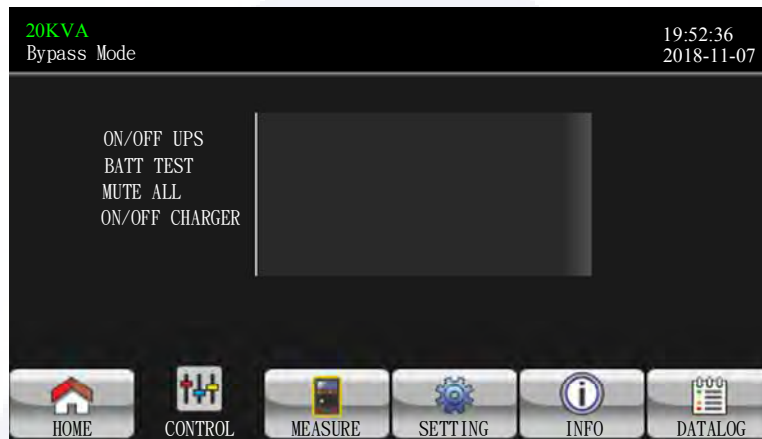 20KVA
19:52:36
Bypass Mode
2018-11-07
ON/OFF UPS
BATT TEST
MUTE ALL
ON/OFF CHARGER
HOME
CONTROL
MEASURE
SETTING
INFO
DATALOG